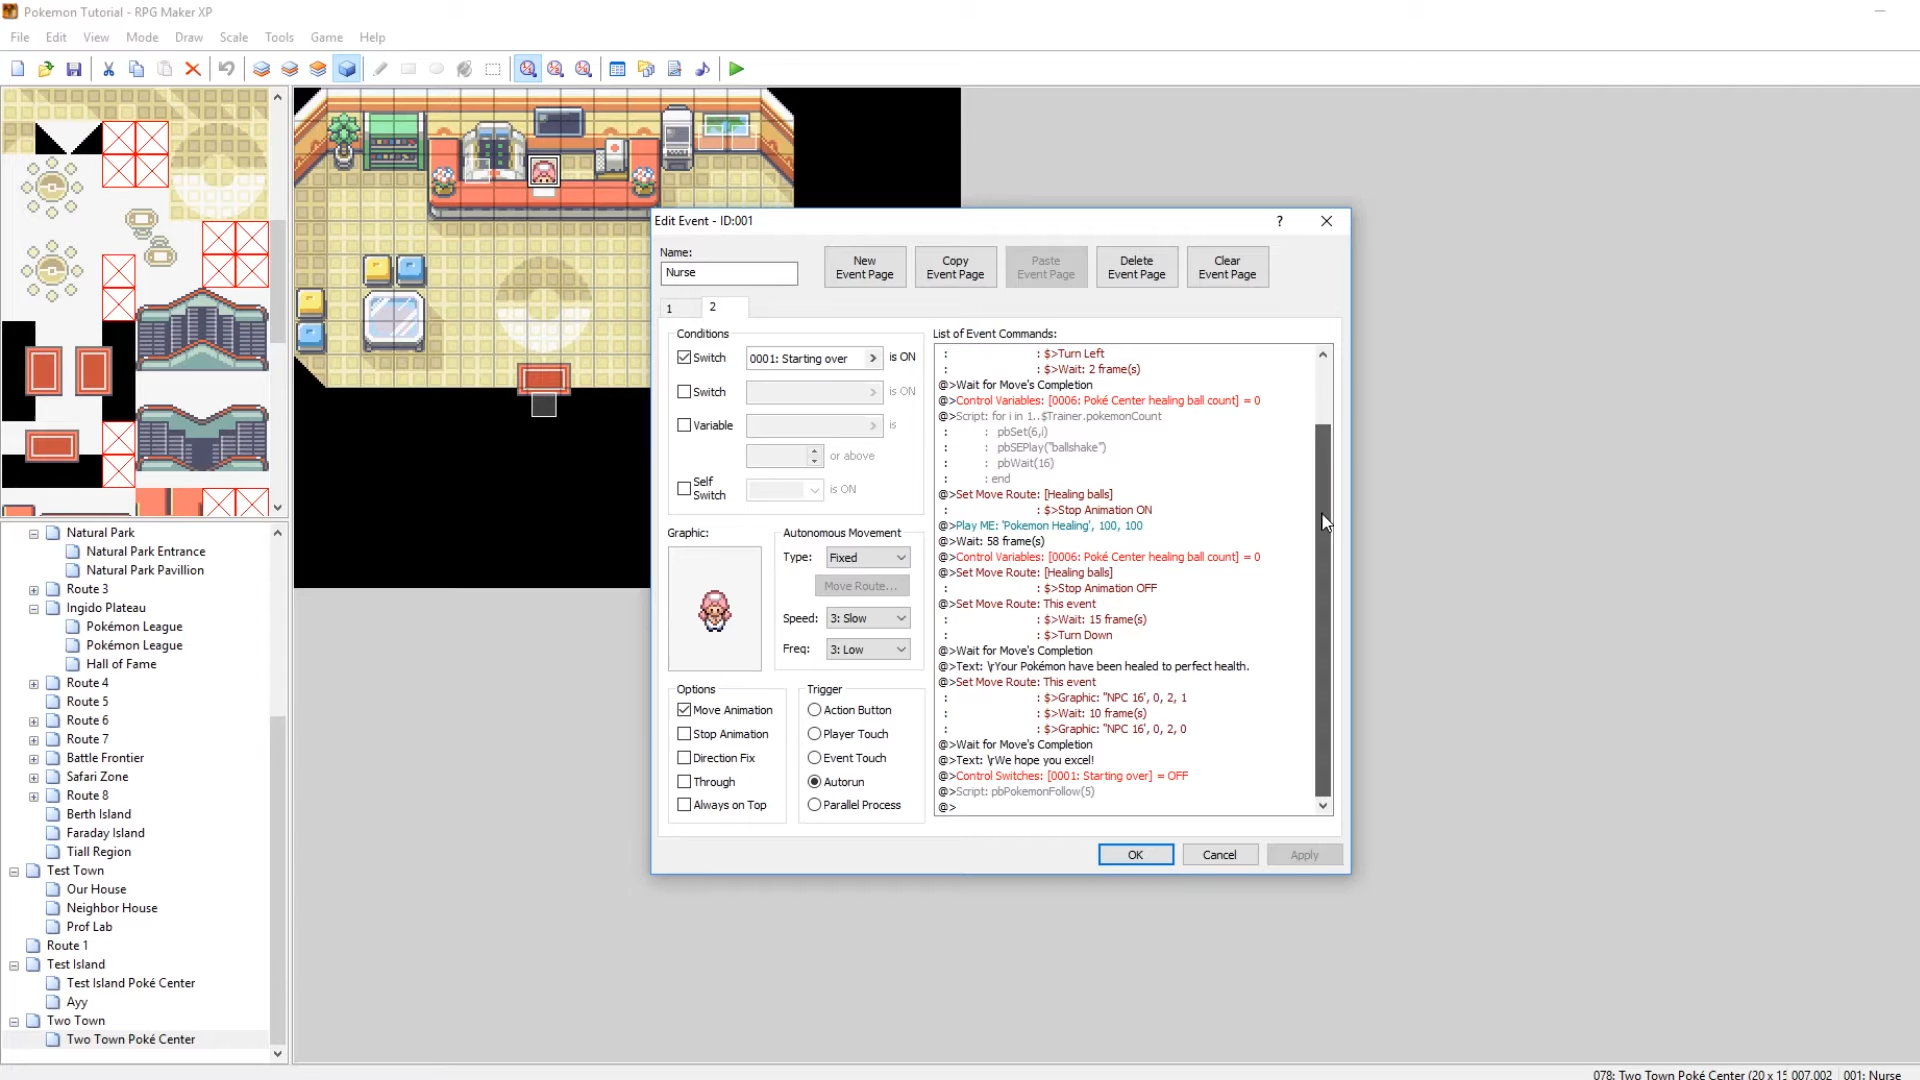 Pokemon Tutorial - RPG Maker XP
File Edit View Mode Draw Scale Tools Game Help
Edit Event - ID:001
?
Name:
Nurse
New Event Page
Copy Event Page
Paste Event Page
Delete Event Page
Clear Event Page
1
2
Conditions
Switch 0001: Starting over > is ON
Switch > is ON
Variable > is
or above
Self Switch is ON
Graphic:
Autonomous Movement
Type: Fixed
Move Route...
Speed: 3: Slow
Freq: 3: Low
Options
Move Animation
Stop Animation
Direction Fix
Through
Always on Top
Trigger
Action Button
Player Touch
Event Touch
Autorun
Parallel Process
List of Event Commands:
: : $>Turn Left
: : $>Wait: 2 frame(s)
@>Wait for Move's Completion
@>Control Variables: [0006: Poké Center healing ball count] = 0
@>Script: for i in 1..$Trainer.pokemonCount
: : pbSet(6,i)
: : pbSEPlay("ballshake")
: : pbWait(16)
: : end
@>Set Move Route: [Healing balls]
: : $>Stop Animation ON
@>Play ME: 'Pokemon Healing', 100, 100
@>Wait: 58 frame(s)
@>Control Variables: [0006: Poké Center healing ball count] = 0
@>Set Move Route: [Healing balls]
: : $>Stop Animation OFF
@>Set Move Route: This event
: : $>Wait: 15 frame(s)
: : $>Turn Down
@>Wait for Move's Completion
@>Text: \rYour Pokémon have been healed to perfect health.
@>Set Move Route: This event
: : $>Graphic: "NPC 16', 0, 2, 1
: : $>Wait: 10 frame(s)
: : $>Graphic: "NPC 16', 0, 2, 0
@>Wait for Move's Completion
@>Text: \rWe hope you excel!
@>Control Switches: [0001: Starting over] = OFF
@>Script: pbPokemonFollow(5)
@>
OK
Cancel
Apply
Natural Park
Natural Park Entrance
Natural Park Pavillion
Route 3
Ingido Plateau
Pokémon League
Pokémon League
Hall of Fame
Route 4
Route 5
Route 6
Route 7
Battle Frontier
Safari Zone
Route 8
Berth Island
Faraday Island
Tiall Region
Test Town
Our House
Neighbor House
Prof Lab
Route 1
Test Island
Test Island Poké Center
Ayy
Two Town
Two Town Poké Center
078: Two Town Poké Center (20 x 15 007.002 001: Nurse